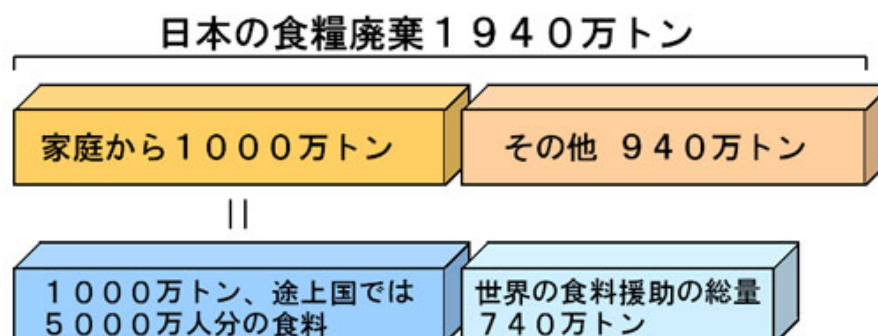 日本の食糧廃棄１９４０万トン
家庭から１０００万トン
その他 ９４０万トン
１０００万トン、途上国では
５０００万人分の食料
世界の食料援助の総量
７４０万トン